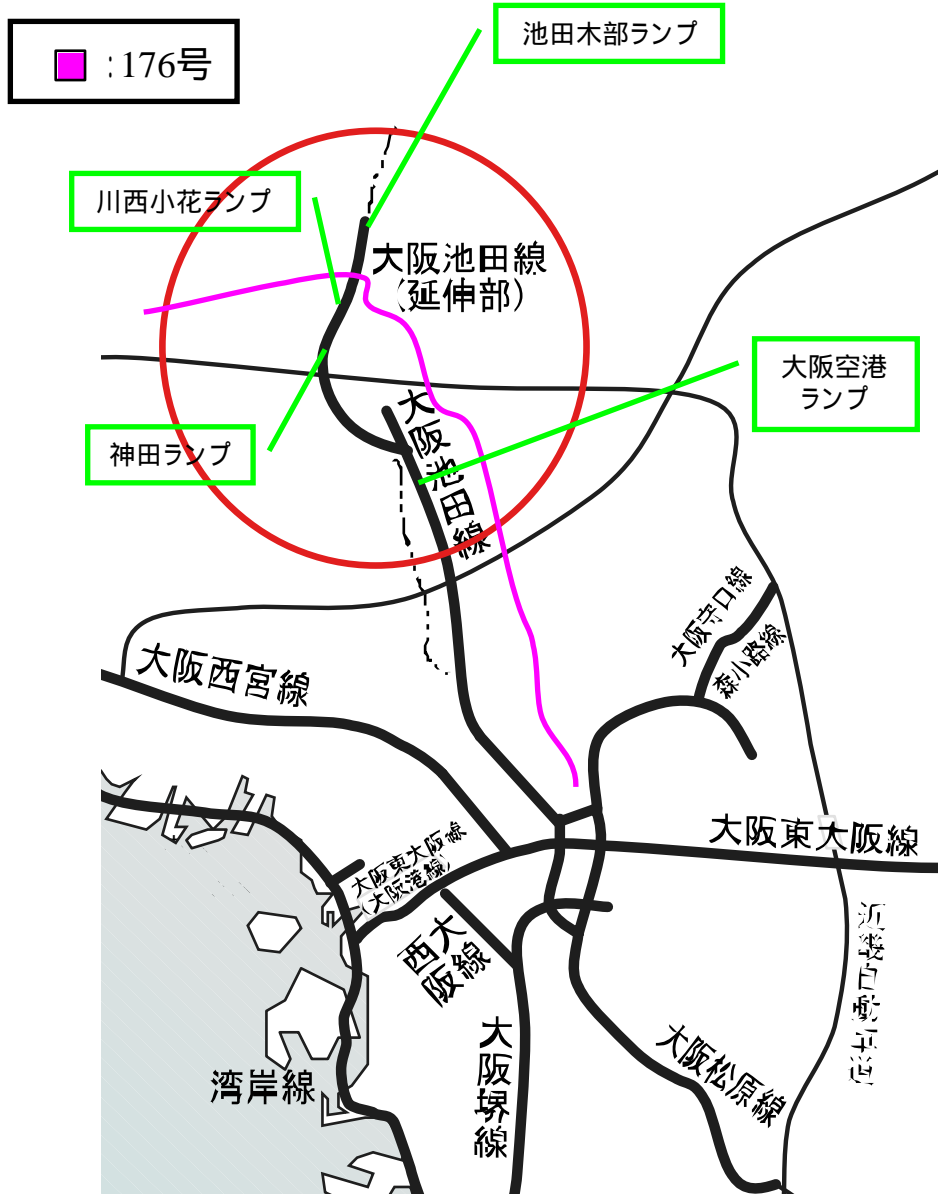 池田木部ランプ
：176号
川西小花ランプ
大阪池田線
（延伸部）
大阪空港
ランプ
神田ランプ
大阪池田線
大阪守口線
森小路線
大阪西宮線
大阪東大阪線
大阪東大阪線
（大阪港線）
近畿自動車道
西大阪線
大阪堺線
大阪松原線
湾岸線